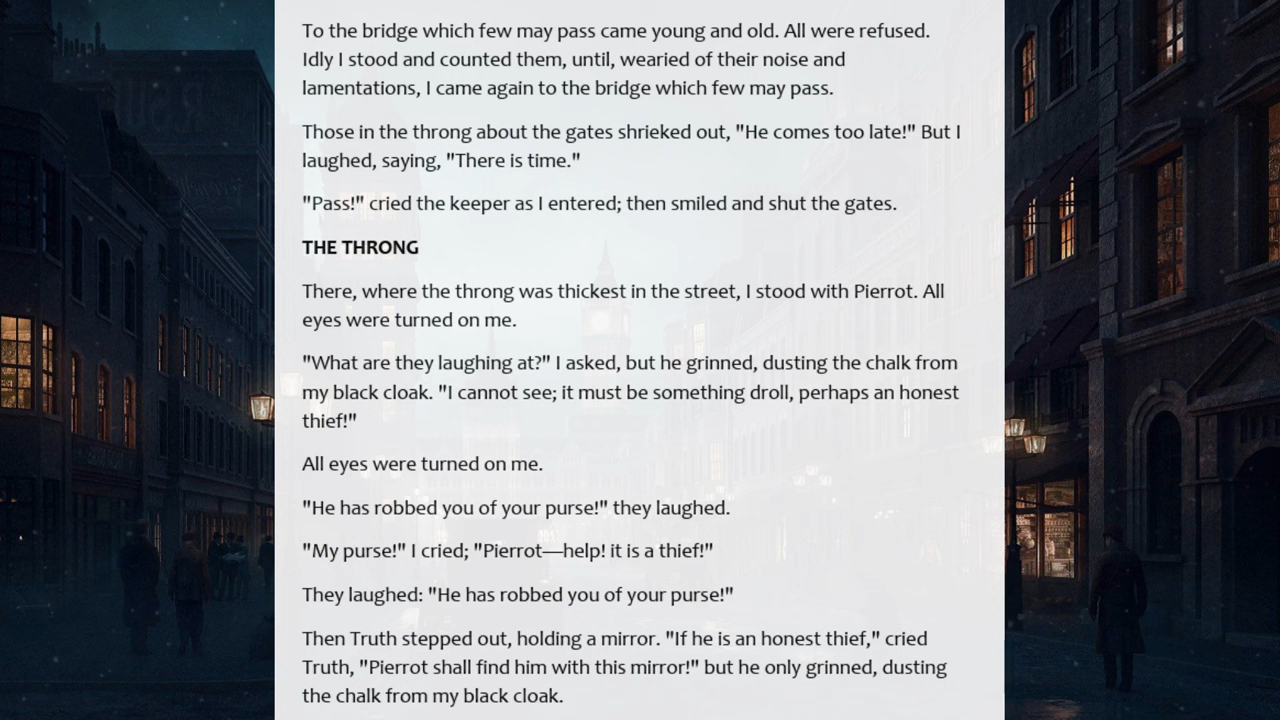 To the bridge which few may pass came young and old. All were refused.
Idly I stood and counted them, until, wearied of their noise and
lamentations, I came again to the bridge which few may pass.
Those in the throng about the gates shrieked out, "He comes too late!" But I
laughed, saying, "There is time."
"Pass!" cried the keeper as I entered; then smiled and shut the gates.
THE THRONG
There, where the throng was thickest in the street, I stood with Pierrot. All
eyes were turned on me.
"What are they laughing at?" I asked, but he grinned, dusting the chalk from
my black cloak. "I cannot see; it must be something droll, perhaps an honest
thief!"
All eyes were turned on me.
"He has robbed you of your purse!" they laughed.
"My purse!" I cried; "Pierrot—help! it is a thief!"
They laughed: "He has robbed you of your purse!"
Then Truth stepped out, holding a mirror. "If he is an honest thief," cried
Truth, "Pierrot shall find him with this mirror!" but he only grinned, dusting
the chalk from my black cloak.